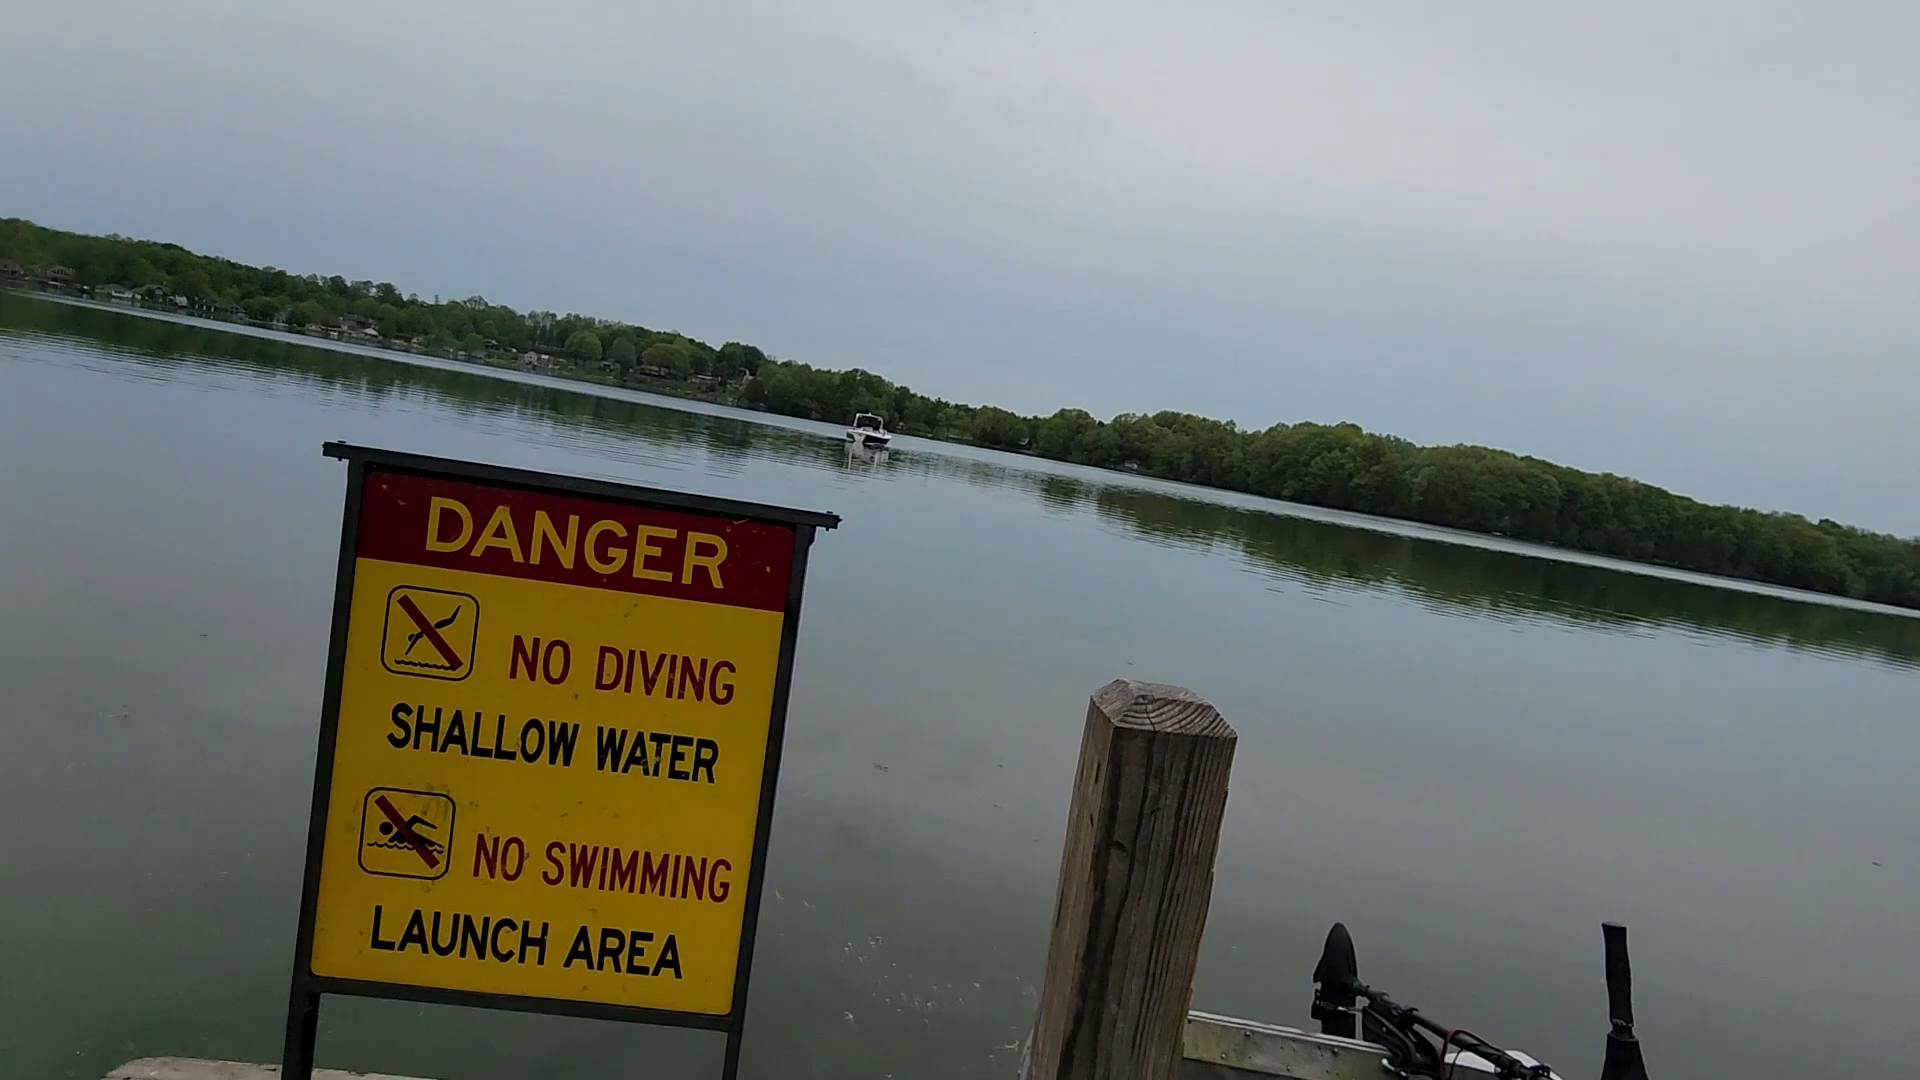 DANGER
NO DIVING
SHALLOW WATER
NO SWIMMING
LAUNCH AREA